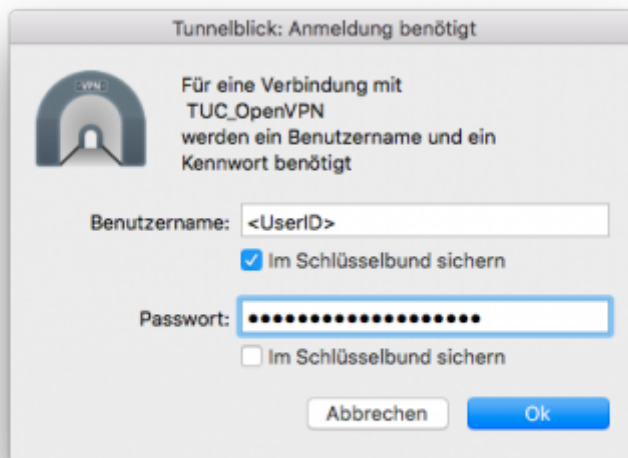 Tunnelblick: Anmeldung benötigt
VPN
Für eine Verbindung mit
TUC_OpenVPN
werden ein Benutzername und ein
Kennwort benötigt
Benutzername: <UserID>
Im Schlüsselbund sichern
Passwort: •••••••••••••••••••
Im Schlüsselbund sichern
Abbrechen Ok